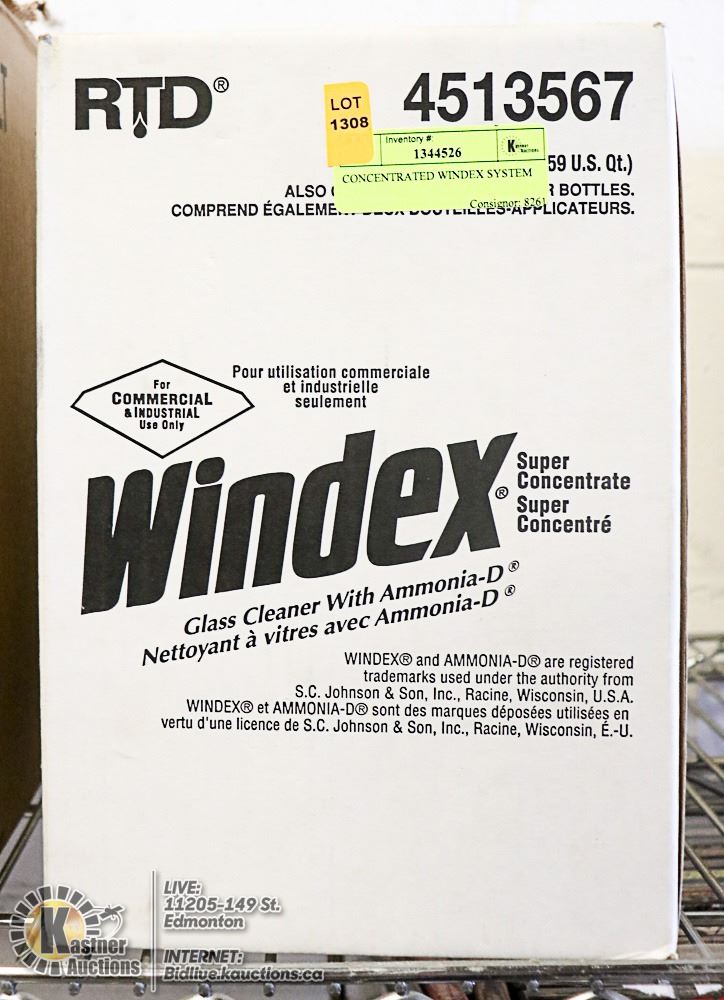 RTD®
4513567
LOT
1308
Inventory #:
1344526
Kastner
Auctions
59 U.S. Qt.)
CONCENTRATED WINDEX SYSTEM
Consignor: 8261
ALSO
BOTTLES.
COMPREND ÉGALEMENT DEUX BOUTEILLES-APPLICATEURS.
For
COMMERCIAL
& INDUSTRIAL
Use Only
Pour utilisation commerciale
et industrielle
seulement
Windex®
Super
Concentrate
Super
Concentré
Glass Cleaner With Ammonia-D®
Nettoyant à vitres avec Ammonia-D®
WINDEX® and AMMONIA-D® are registered
trademarks used under the authority from
S.C. Johnson & Son, Inc., Racine, Wisconsin, U.S.A.
WINDEX® et AMMONIA-D® sont des marques déposées utilisées en
vertu d'une licence de S.C. Johnson & Son, Inc., Racine, Wisconsin, É.-U.
Kastner
Auctions
LIVE:
11205-149 St.
Edmonton
INTERNET:
Bidlive.kauctions.ca